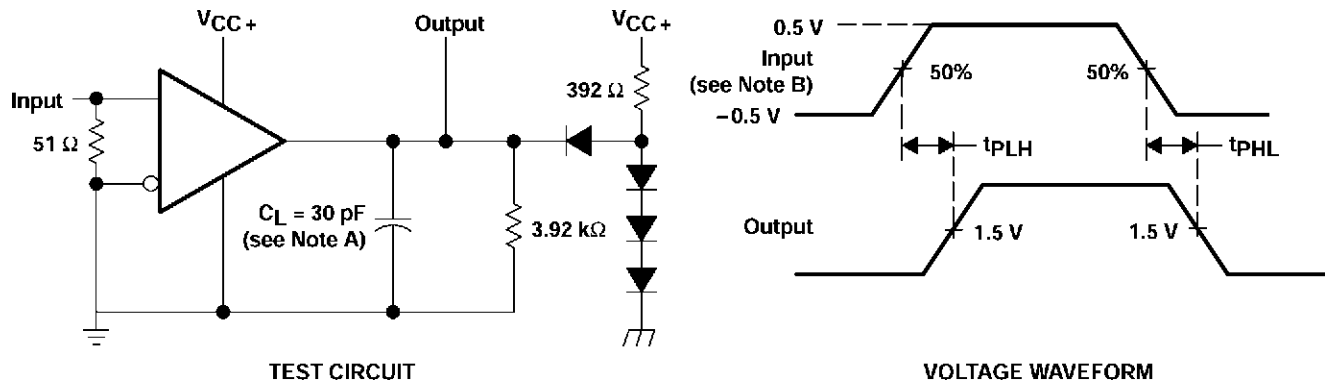 VCC+
Output
VCC+
Input
51 Ω
392 Ω
CL = 30 pF
(see Note A)
3.92 kΩ
TEST CIRCUIT
0.5 V
Input
(see Note B)
50%
50%
−0.5 V
tPLH
tPHL
Output
1.5 V
1.5 V
VOLTAGE WAVEFORM